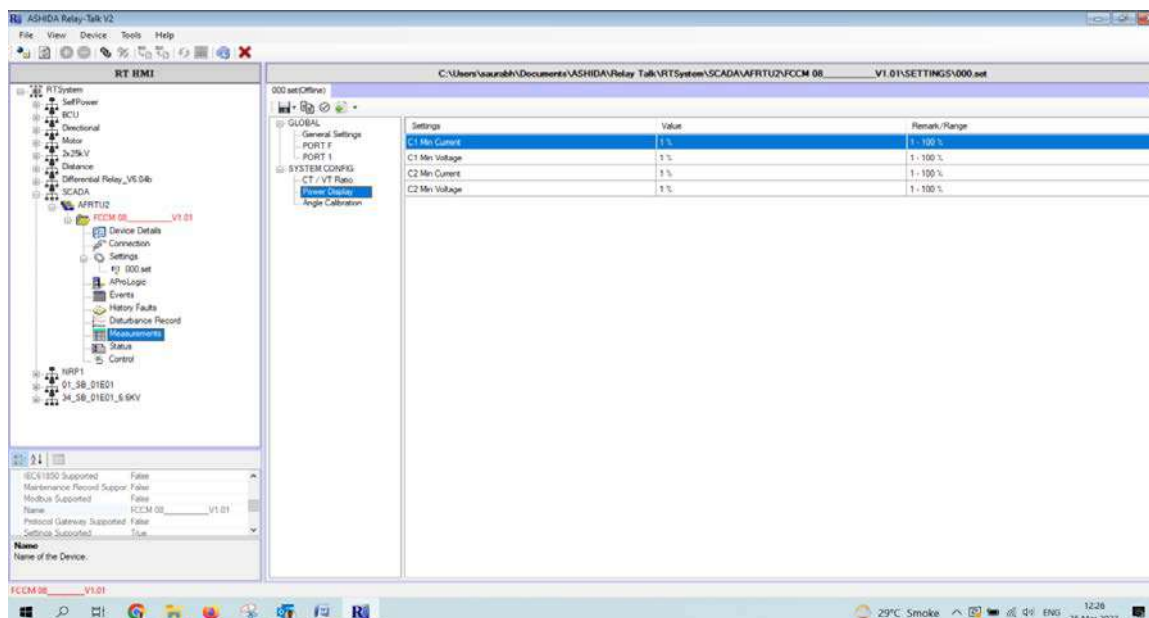 ASHIDA Relay-Talk V2
File View Device Tools Help
RT HMI
RTSystem
SelfPower
BCU
Directional
Motor
2x25kV
Distance
Differential Relay_V6.04b
SCADA
AFRTU2
FCCM 08________V1.01
Device Details
Connection
Settings
000.set
AProLogic
Events
History Faults
Disturbance Record
Measurements
Status
Control
NRP1
01_SB_01E01
34_SB_01E01_6.6KV
IEC61850 Supported False
Maintenance Record Suppor False
Modbus Supported False
Name FCCM 08________V1.01
Protocol Gateway Supported False
Settings Supported True
Name
Name of the Device.
FCCM 08________V1.01
C:\Users\saurabh\Documents\ASHIDA\Relay Talk\RTSystem\SCADA\AFRTU2\FCCM 08________V1.01\SETTINGS\000.set
000.set(Offline)
GLOBAL
General Settings
PORT F
PORT 1
SYSTEM CONFIG
CT / VT Ratio
Power Display
Angle Calibration
Settings Value Remark/Range
C1 Min Current 1 % 1 - 100 %
C1 Min Voltage 1 % 1 - 100 %
C2 Min Current 1 % 1 - 100 %
C2 Min Voltage 1 % 1 - 100 %
29°C Smoke ENG 12:26